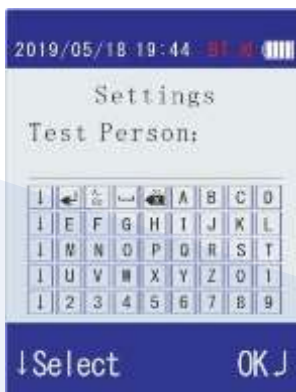 2019/05/18 19:44
Settings
Test Person:
↓ A B C D
↓ E F G H I J K L
↓ M N O P Q R S T
↓ U V W X Y Z 0 1
↓ 2 3 4 5 6 7 8 9
↓Select OK↲